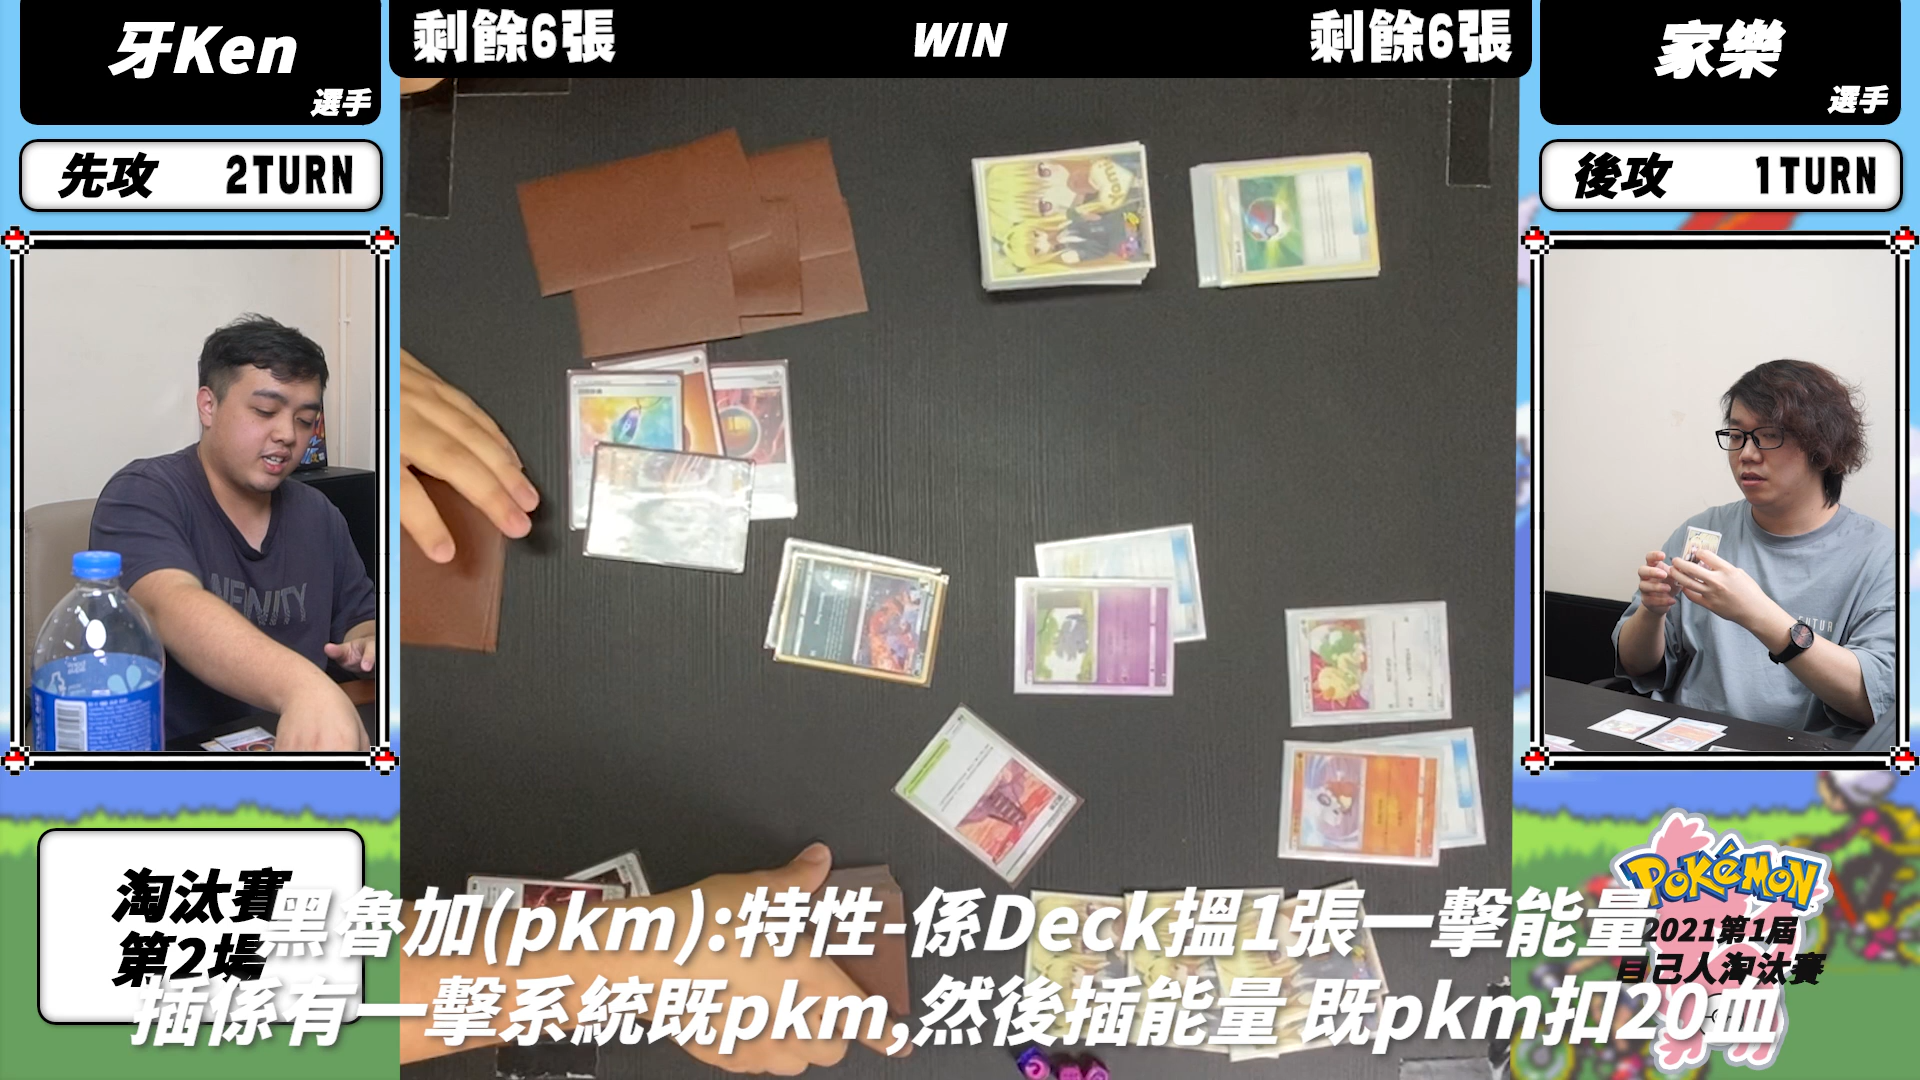 牙Ken
選手
剩餘6張
WIN
剩餘6張
家樂
選手
先攻 2TURN
後攻 1TURN
淘汰賽
第2場
黑魯加(pkm):特性-係Deck搵1張一擊能量
插係有一擊系統既pkm,然後插能量 既pkm扣20血
POKéMON
2021第1屆
自己人淘汰賽